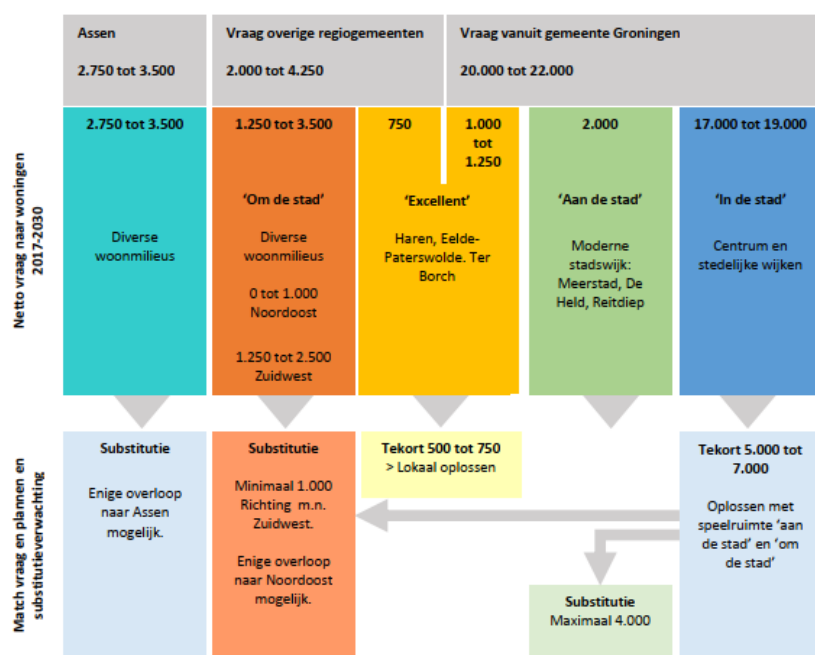 Assen
2.750 tot 3.500
Vraag overige regiogemeenten
2.000 tot 4.250
Vraag vanuit gemeente Groningen
20.000 tot 22.000
Netto vraag naar woningen
2017-2030
2.750 tot 3.500
Diverse
woonmilieus
1.250 tot 3.500
‘Om de stad’
Diverse
woonmilieus
0 tot 1.000
Noordoost
1.250 tot 2.500
Zuidwest
750
1.000
tot
1.250
‘Excellent’
Haren, Eelde-
Paterswolde. Ter
Borch
2.000
‘Aan de stad’
Moderne
stadswijk:
Meerstad, De
Held, Reitdiep
17.000 tot 19.000
‘In de stad’
Centrum en
stedelijke wijken
Match vraag en plannen en
substitutieverwachting
Substitutie
Enige overloop
naar Assen
mogelijk.
Substitutie
Minimaal 1.000
Richting m.n.
Zuidwest.
Enige overloop
naar Noordoost
mogelijk.
Tekort 500 tot 750
> Lokaal oplossen
Substitutie
Maximaal 4.000
Tekort 5.000 tot
7.000
Oplossen met
speelruimte ‘aan
de stad’ en ‘om
de stad’